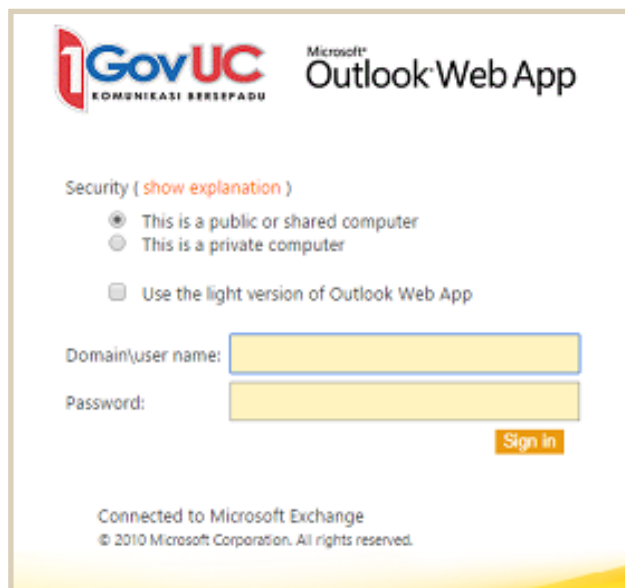 1GovUC
KOMUNIKASI BERSEPADU
Microsoft®
Outlook Web App
Security ( show explanation )
This is a public or shared computer
This is a private computer
Use the light version of Outlook Web App
Domain\user name:
Password:
Sign in
Connected to Microsoft Exchange
© 2010 Microsoft Corporation. All rights reserved.